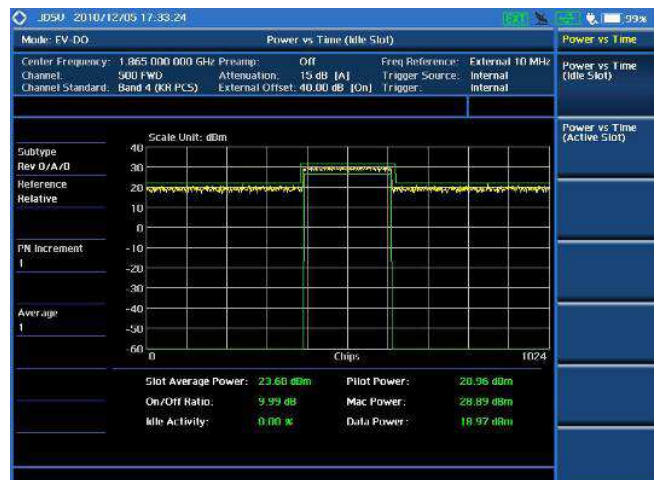 JDSU 2010/12/05 17:33:24
EXT
99%
Mode: EV-DO
Power vs Time (Idle Slot)
Power vs Time
Center Frequency: 1.865 000 000 GHz Preamp: Off Freq Reference: External 10 MHz
Channel: 500 FWD Attenuation: 15 dB [A] Trigger Source: Internal
Channel Standard: Band 4 (KR PCS) External Offset: 40.00 dB [On] Trigger: Internal
Power vs Time
(Idle Slot)
Power vs Time
(Active Slot)
Scale Unit: dBm
Subtype
Rev 0/A/B
Reference
Relative
PN Increment
1
Average
1
40
30
20
10
0
-10
-20
-30
-40
-50
-60
0 Chips 1024
Slot Average Power: 23.60 dBm Pilot Power: 20.96 dBm
On/Off Ratio: 9.99 dB Mac Power: 28.89 dBm
Idle Activity: 0.00 % Data Power: 18.97 dBm